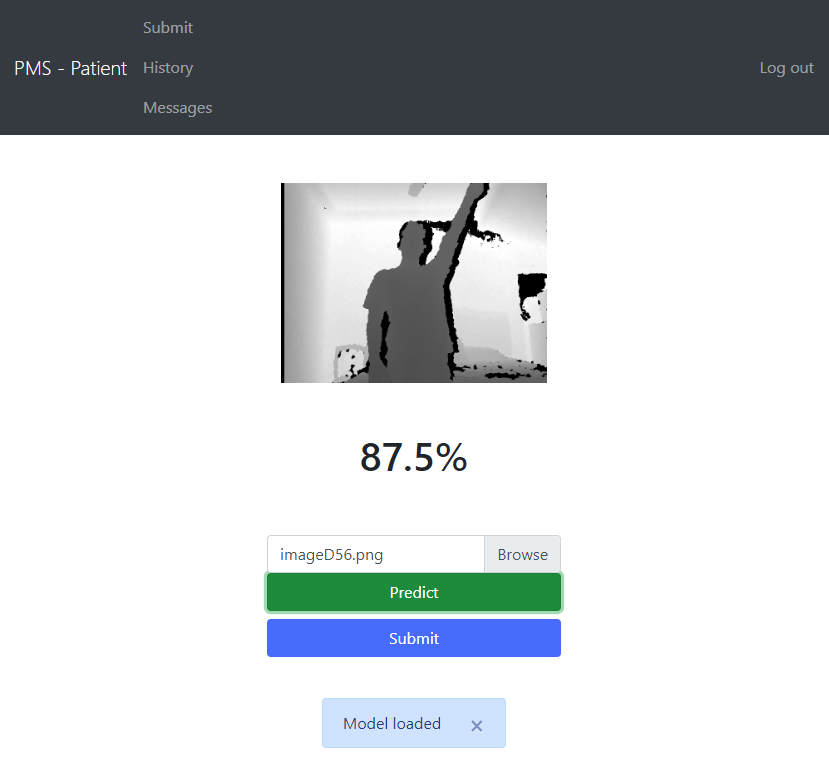 PMS - Patient
Submit
History
Messages
Log out
87.5%
imageD56.png Browse
Predict
Submit
Model loaded ×